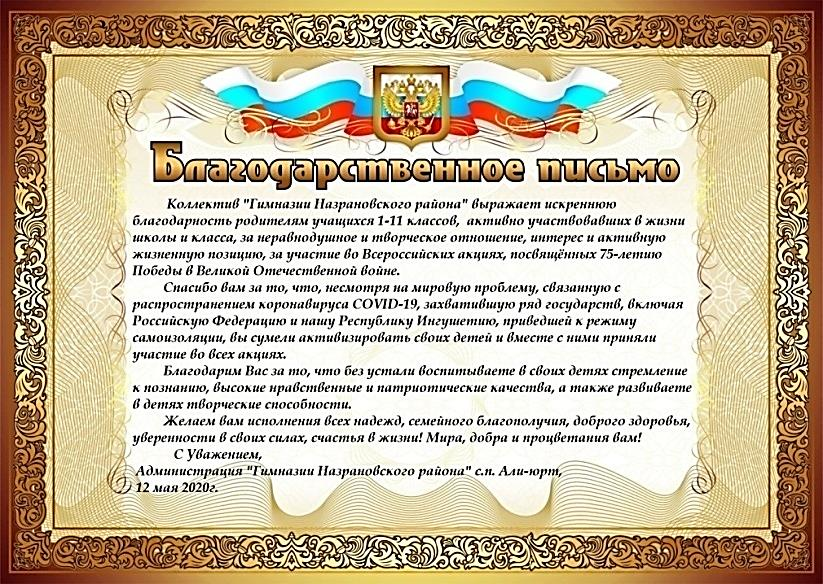 Благодарственное письмо
Коллектив "Гимназии Назрановского района" выражает искреннюю
благодарность родителям учащихся 1-11 классов, активно участвовавших в жизни
школы и класса, за неравнодушное и творческое отношение, интерес и активную
жизненную позицию, за участие во Всероссийских акциях, посвящённых 75-летию
Победы в Великой Отечественной войне.
Спасибо вам за то, что, несмотря на мировую проблему, связанную с
распространением коронавируса COVID-19, захватившую ряд государств, включая
Российскую Федерацию и нашу Республику Ингушетию, приведшей к режиму
самоизоляции, вы сумели активизировать своих детей и вместе с ними приняли
участие во всех акциях.
Благодарим Вас за то, что без устали воспитываете в своих детях стремление
к познанию, высокие нравственные и патриотические качества, а также развиваете
в детях творческие способности.
Желаем вам исполнения всех надежд, семейного благополучия, доброго здоровья,
уверенности в своих силах, счастья в жизни! Мира, добра и процветания вам!
С Уважением,
Администрация "Гимназии Назрановского района" с.п. Али-юрт,
12 мая 2020г.